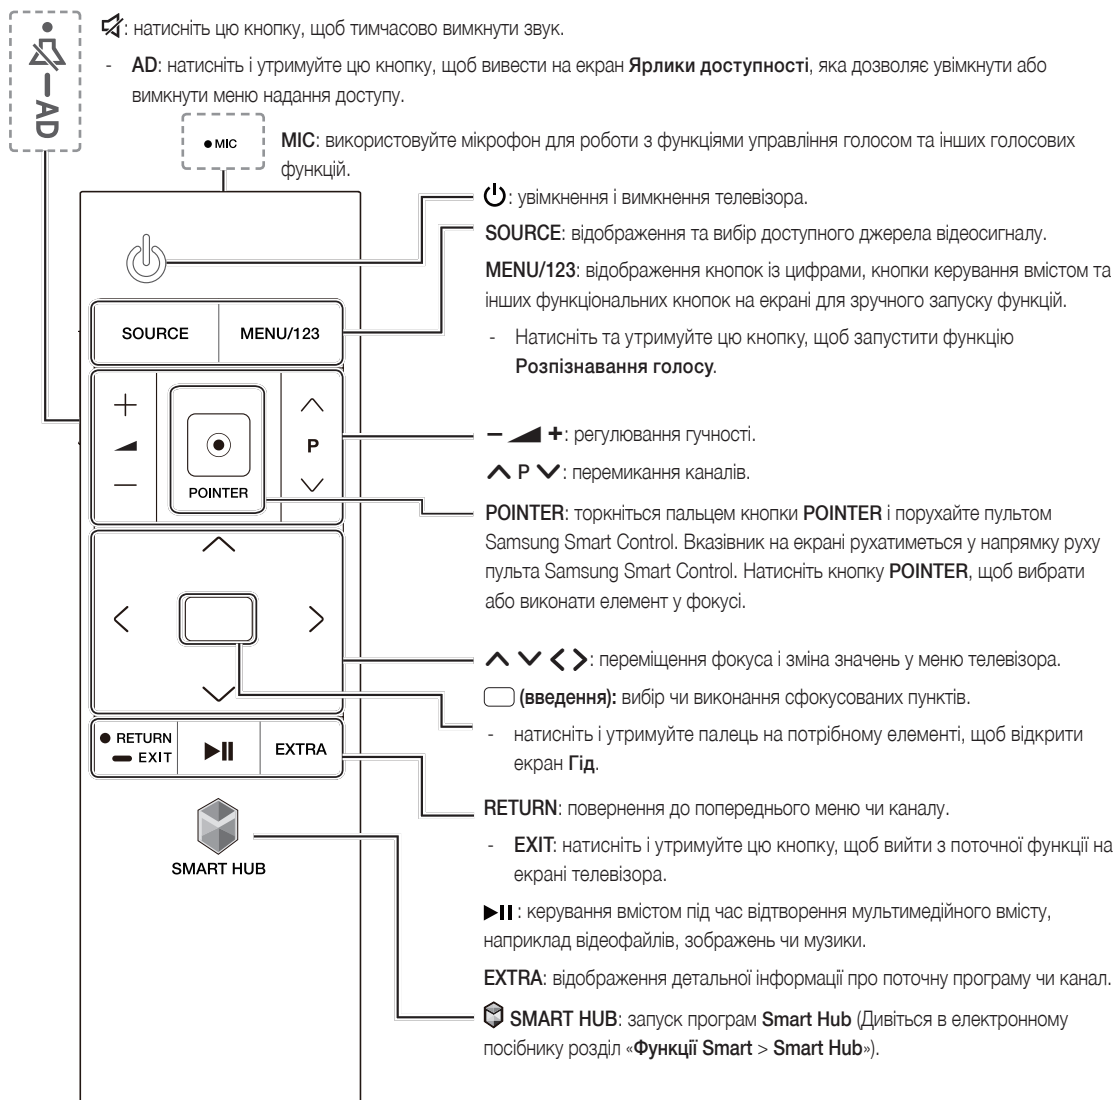 : натисніть цю кнопку, щоб тимчасово вимкнути звук.
- AD: натисніть і утримуйте цю кнопку, щоб вивести на екран Ярлики доступності, яка дозволяє увімкнути або
вимкнути меню надання доступу.
AD
MIC
MIC: використовуйте мікрофон для роботи з функціями управління голосом та інших голосових
функцій.
: увімкнення і вимкнення телевізора.
SOURCE: відображення та вибір доступного джерела відеосигналу.
MENU/123: відображення кнопок із цифрами, кнопки керування вмістом та
інших функціональних кнопок на екрані для зручного запуску функцій.
- Натисніть та утримуйте цю кнопку, щоб запустити функцію
Розпізнавання голосу.
SOURCE
MENU/123
P
POINTER
− +: регулювання гучності.
P : перемикання каналів.
POINTER: торкніться пальцем кнопки POINTER і порухайте пультом
Samsung Smart Control. Вказівник на екрані рухатиметься у напрямку руху
пульта Samsung Smart Control. Натисніть кнопку POINTER, щоб вибрати
або виконати елемент у фокусі.
: переміщення фокуса і зміна значень у меню телевізора.
(введення): вибір чи виконання сфокусованих пунктів.
- натисніть і утримуйте палець на потрібному елементі, щоб відкрити
екран Гід.
RETURN
EXIT
EXTRA
SMART HUB
RETURN: повернення до попереднього меню чи каналу.
- EXIT: натисніть і утримуйте цю кнопку, щоб вийти з поточної функції на
екрані телевізора.
: керування вмістом під час відтворення мультимедійного вмісту,
наприклад відеофайлів, зображень чи музики.
EXTRA: відображення детальної інформації про поточну програму чи канал.
SMART HUB: запуск програм Smart Hub (Дивіться в електронному
посібнику розділ «Функції Smart > Smart Hub»).